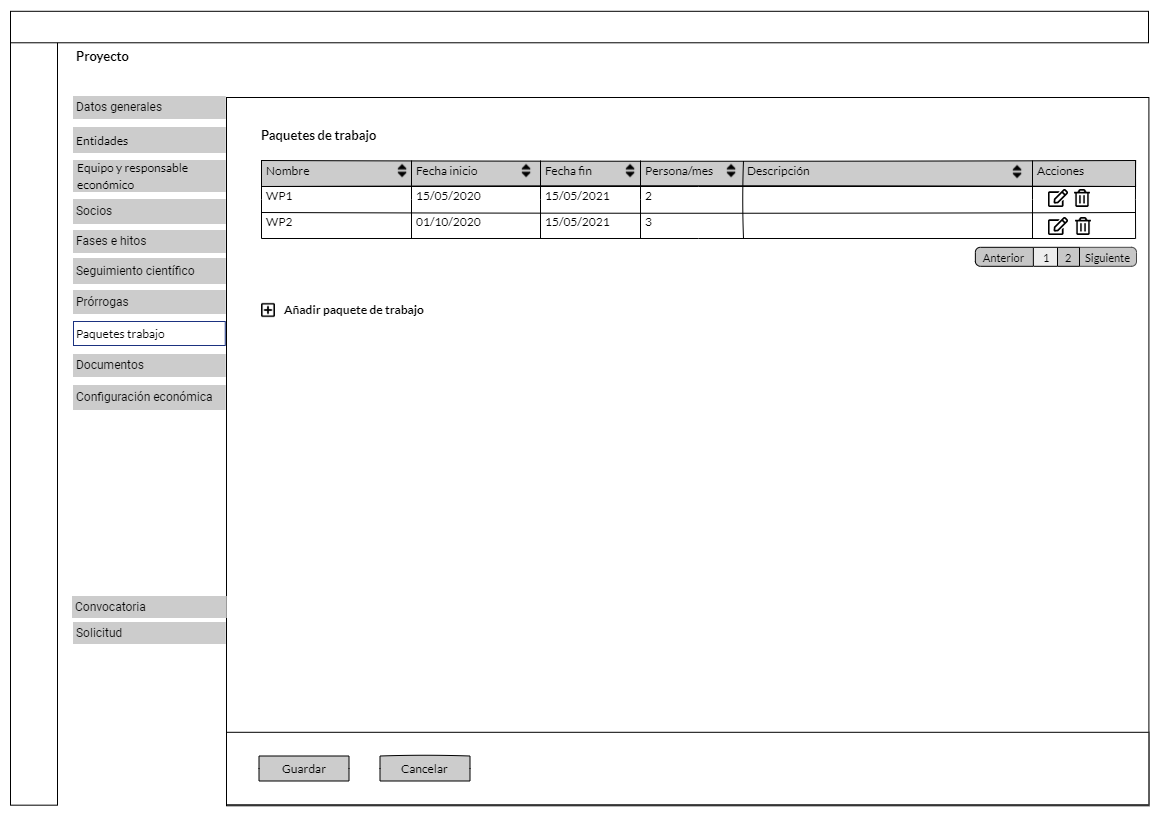 Proyecto
Datos generales
Entidades
Equipo y responsable
económico
Socios
Fases e hitos
Seguimiento científico
Prórrogas
Paquetes trabajo
Documentos
Configuración económica
Convocatoria
Solicitud
Paquetes de trabajo
Nombre Fecha inicio Fecha fin Persona/mes Descripción Acciones
WP1 15/05/2020 15/05/2021 2
WP2 01/10/2020 15/05/2021 3
Anterior 1 2 Siguiente
Añadir paquete de trabajo
Guardar Cancelar